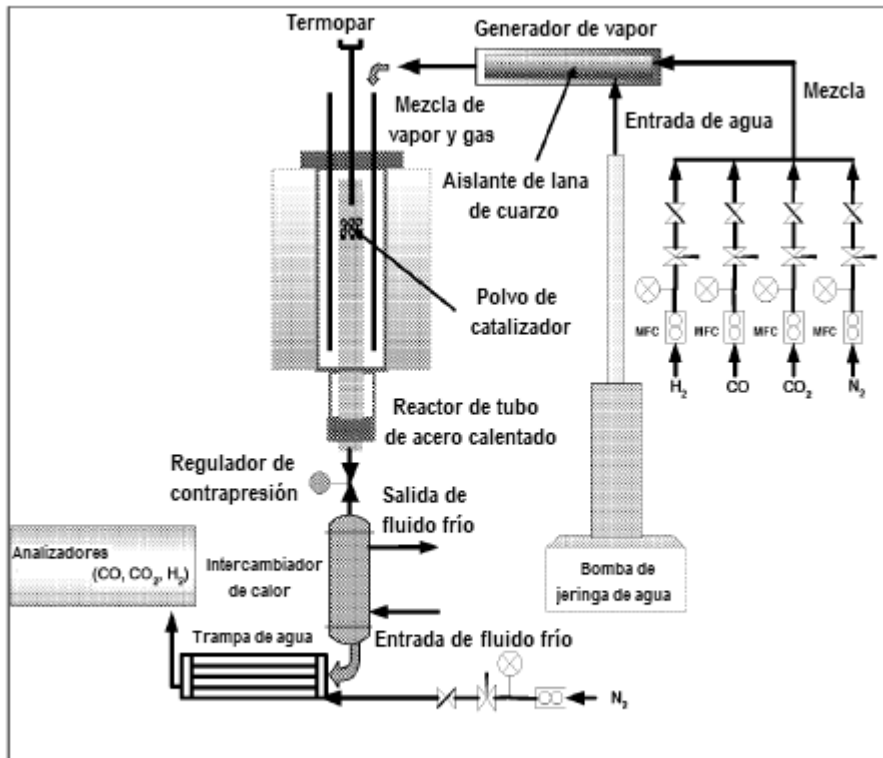 Termopar
Generador de vapor
Mezcla
Mezcla de
vapor y gas
Entrada de agua
Aislante de lana
de cuarzo
Polvo de
catalizador
MFC
MFC
MFC
MFC
H₂
CO
CO₂
N₂
Reactor de tubo
de acero calentado
Regulador de
contrapresión
Salida de
fluido frío
Analizadores
(CO, CO₂, H₂)
Intercambiador
de calor
Bomba de
jeringa de agua
Trampa de agua
Entrada de fluido frío
N₂